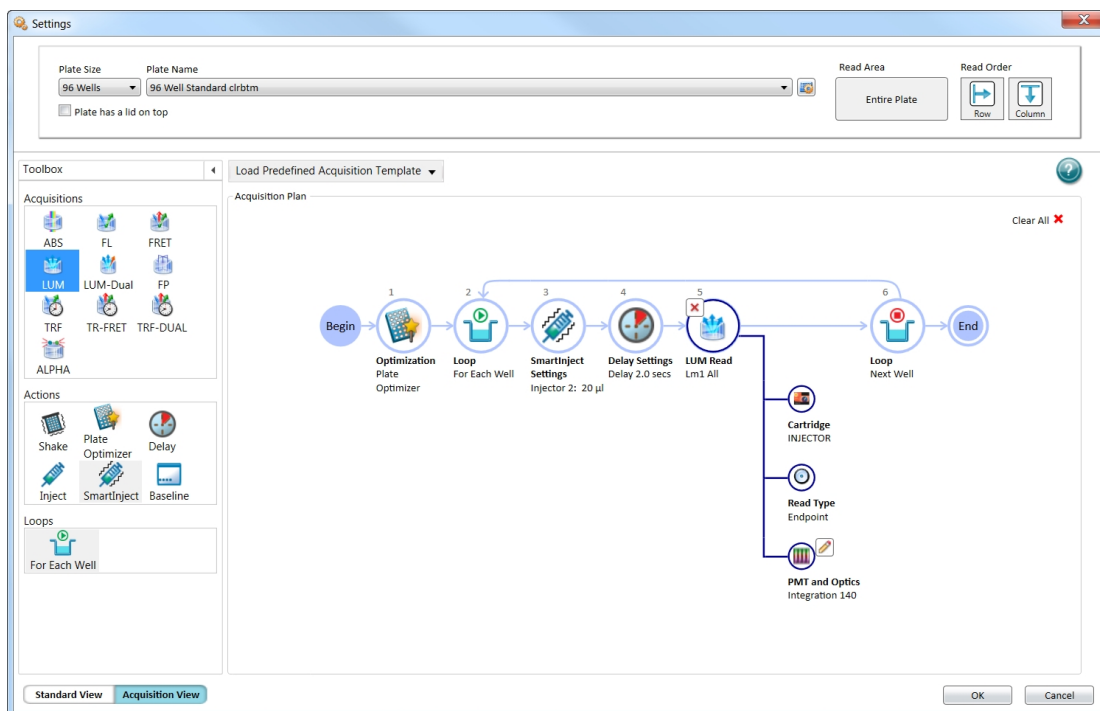 Settings
Plate Size
Plate Name
Read Area
Read Order
96 Wells
96 Well Standard clrbtm
Entire Plate
Row
Column
Plate has a lid on top
Toolbox
Load Predefined Acquisition Template
Acquisitions
ABS
FL
FRET
LUM
LUM-Dual
FP
TRF
TR-FRET
TRF-DUAL
ALPHA
Actions
Shake
Plate
Optimizer
Delay
Inject
SmartInject
Baseline
Loops
For Each Well
Acquisition Plan
Clear All
1
2
3
4
5
6
Begin
End
Optimization
Plate
Optimizer
Loop
For Each Well
SmartInject
Settings
Injector 2: 20 µl
Delay Settings
Delay 2.0 secs
LUM Read
Lm1 All
Loop
Next Well
Cartridge
INJECTOR
Read Type
Endpoint
PMT and Optics
Integration 140
Standard View
Acquisition View
OK
Cancel